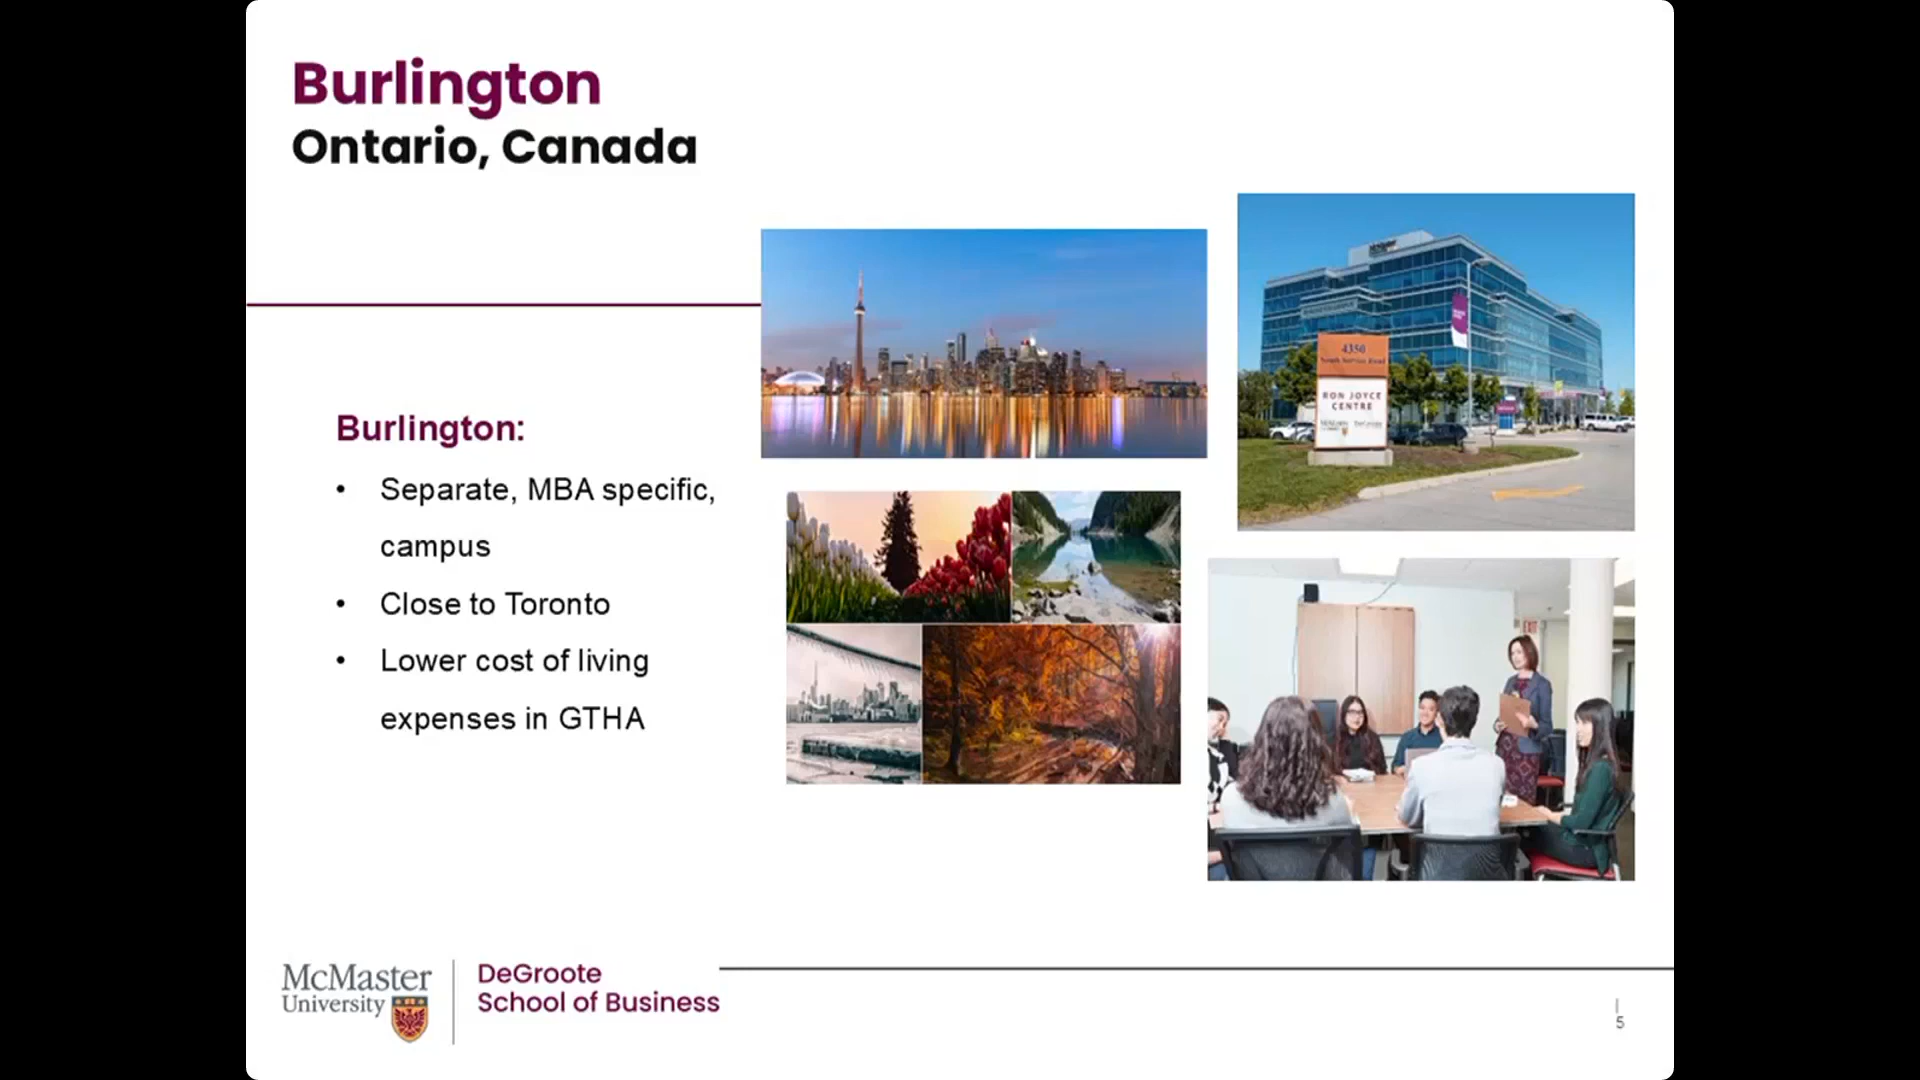 Burlington
Ontario, Canada
4350
South Service Road
RON JOYCE
CENTRE
EXIT
Burlington:
• Separate, MBA specific,
campus
• Close to Toronto
• Lower cost of living
expenses in GTHA
McMaster
University
DeGroote
School of Business
|
5